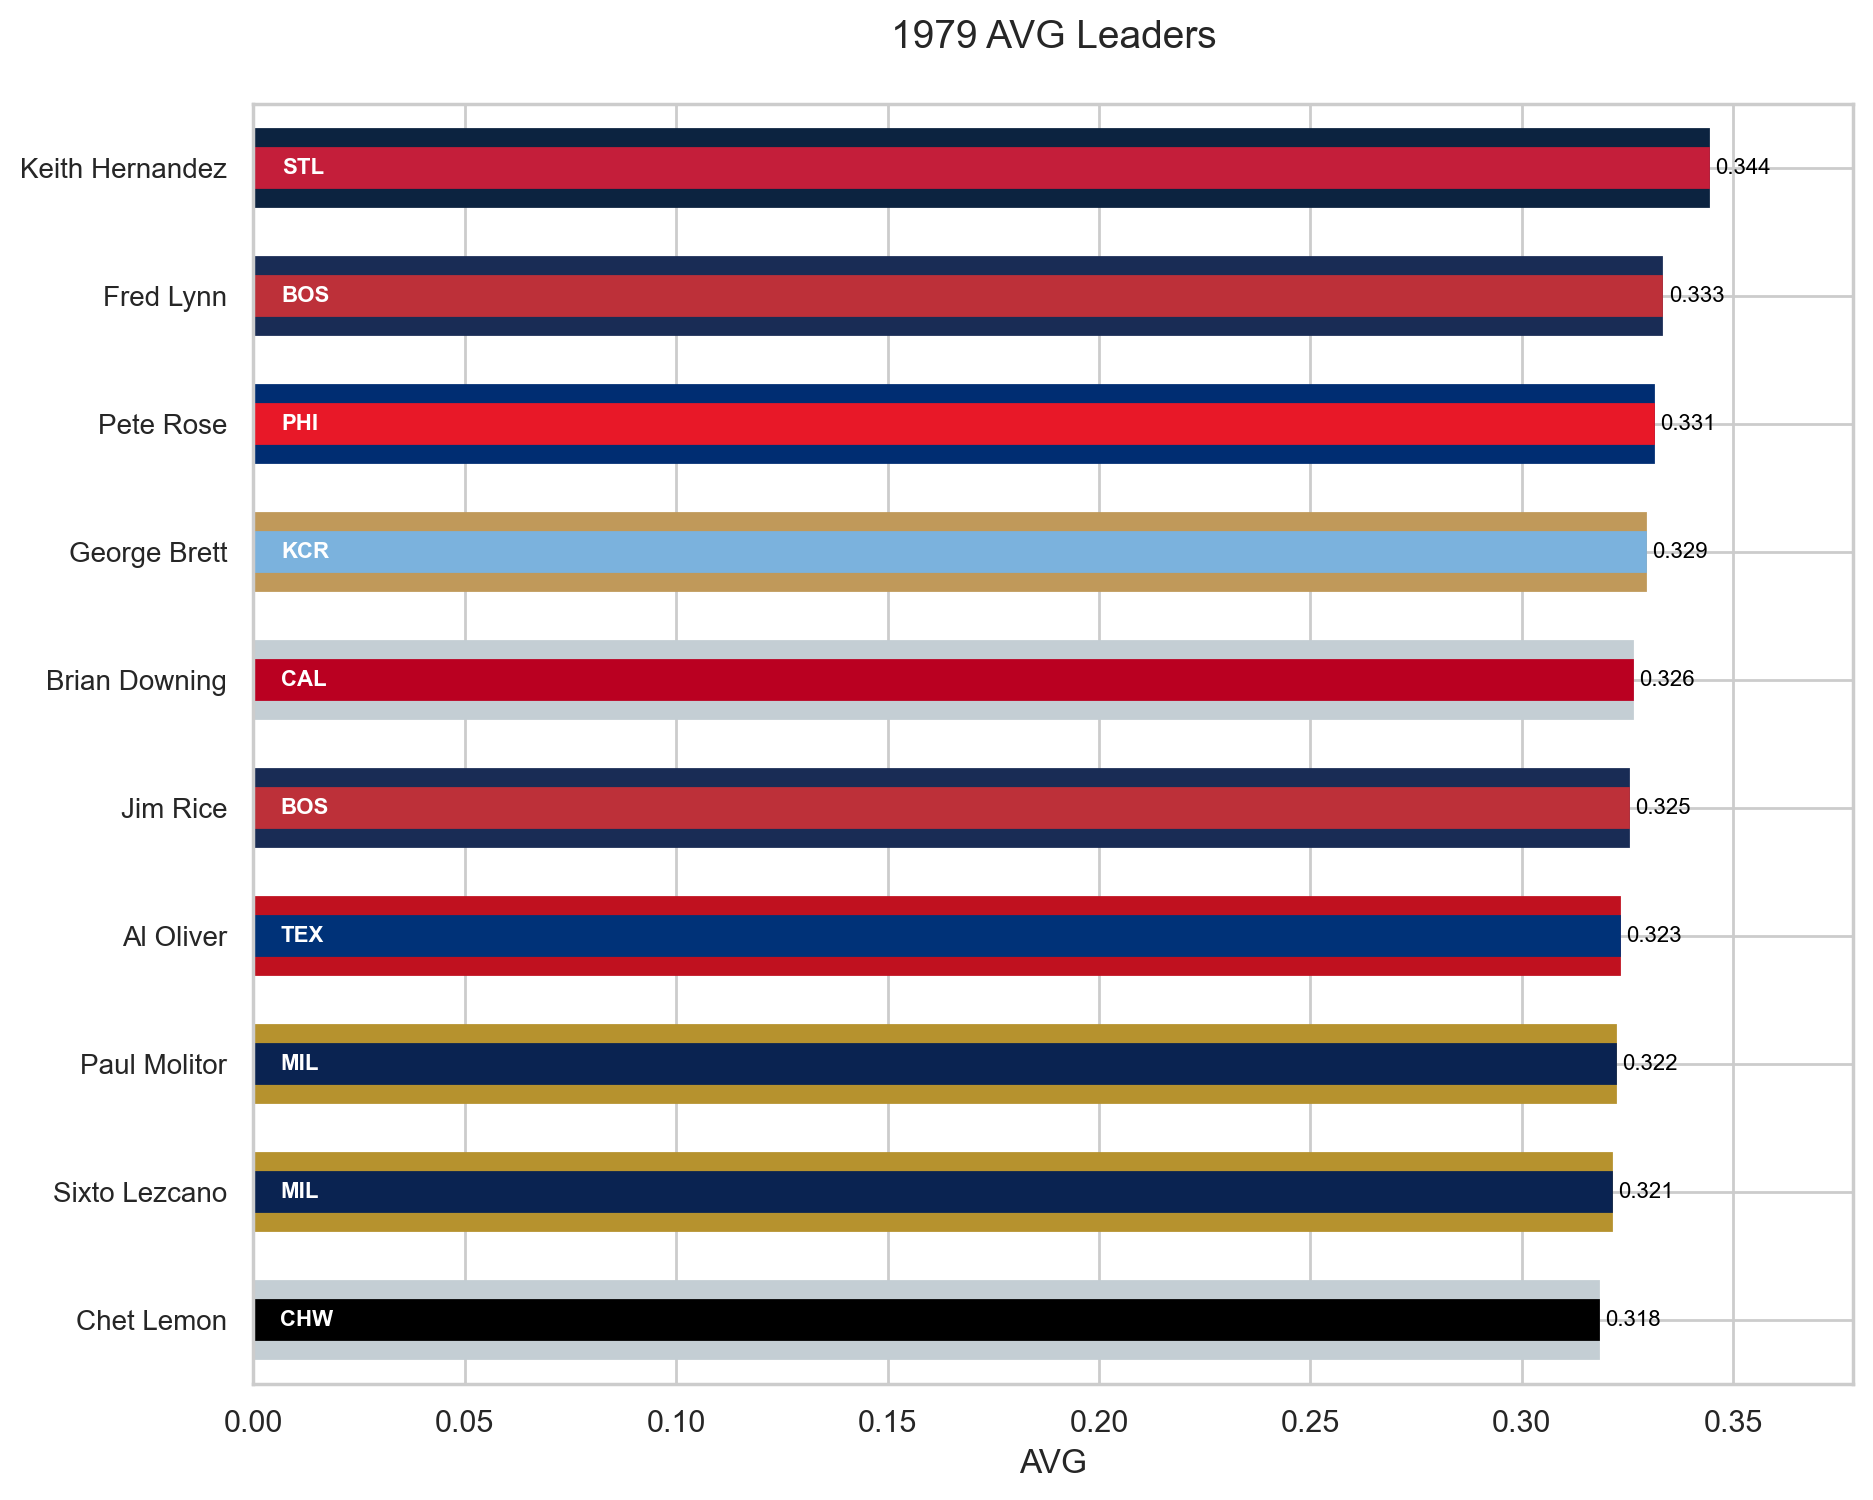 1979 AVG Leaders
Keith Hernandez STL 0.344
Fred Lynn BOS 0.333
Pete Rose PHI 0.331
George Brett KCR 0.329
Brian Downing CAL 0.326
Jim Rice BOS 0.325
Al Oliver TEX 0.323
Paul Molitor MIL 0.322
Sixto Lezcano MIL 0.321
Chet Lemon CHW 0.318
0.00 0.05 0.10 0.15 0.20 0.25 0.30 0.35
AVG